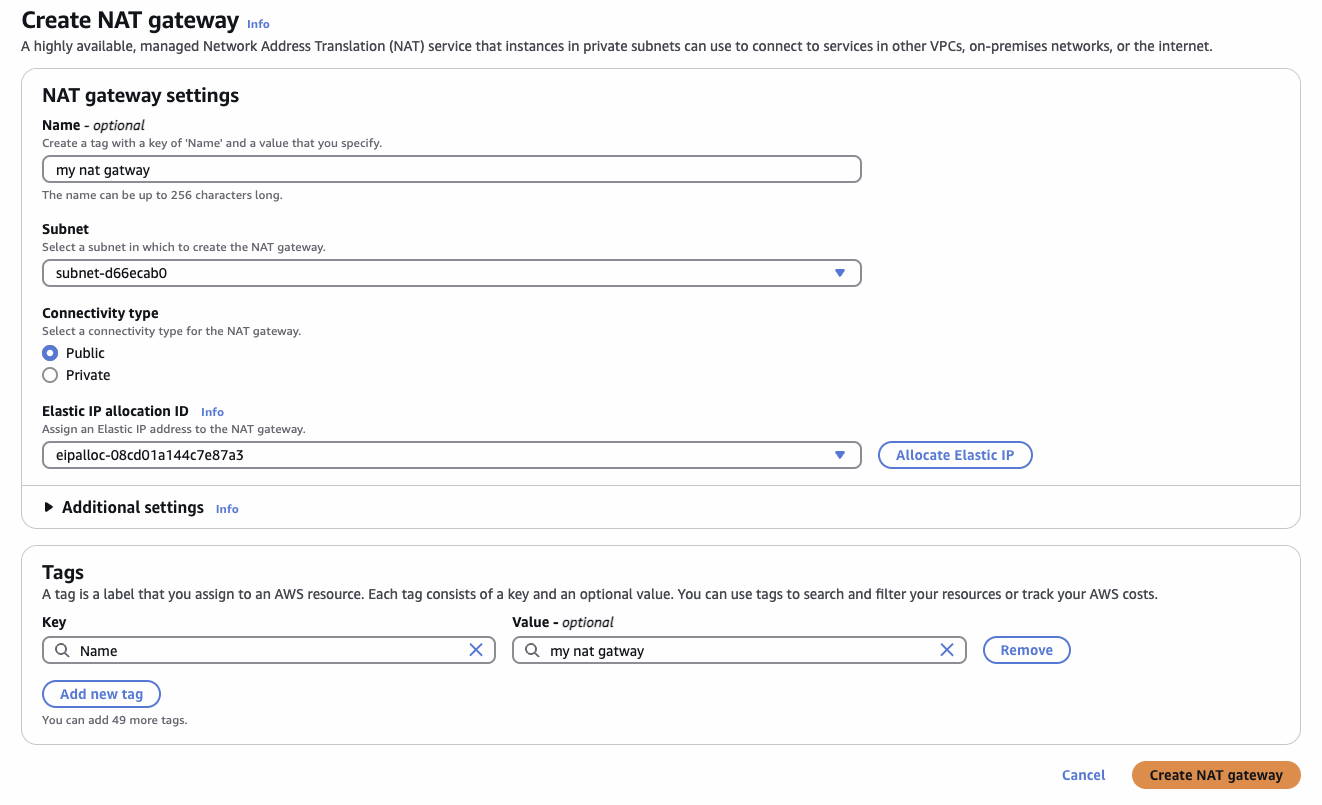 Create NAT gateway Info
A highly available, managed Network Address Translation (NAT) service that instances in private subnets can use to connect to services in other VPCs, on-premises networks, or the internet.
NAT gateway settings
Name - optional
Create a tag with a key of 'Name' and a value that you specify.
my nat gatway
The name can be up to 256 characters long.
Subnet
Select a subnet in which to create the NAT gateway.
subnet-d66ecab0
Connectivity type
Select a connectivity type for the NAT gateway.
Public
Private
Elastic IP allocation ID Info
Assign an Elastic IP address to the NAT gateway.
eipalloc-08cd01a144c7e87a3 Allocate Elastic IP
Additional settings Info
Tags
A tag is a label that you assign to an AWS resource. Each tag consists of a key and an optional value. You can use tags to search and filter your resources or track your AWS costs.
Key Value - optional
Name my nat gatway Remove
Add new tag
You can add 49 more tags.
Cancel Create NAT gateway